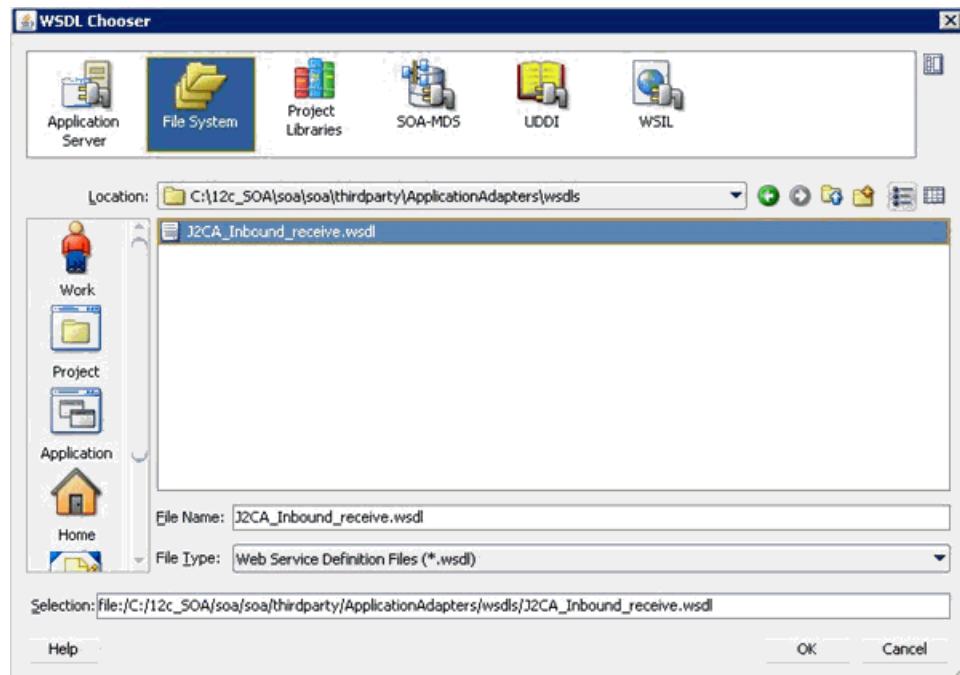 WSDL Chooser
Application
Server
File System
Project
Libraries
SOA-MDS
UDDI
WSIL
Location: C:\12c_SOA\soa\soa\thirdparty\ApplicationAdapters\wsdls
J2CA_Inbound_receive.wsdl
Work
Project
Application
Home
File Name: J2CA_Inbound_receive.wsdl
File Type: Web Service Definition Files (*.wsdl)
Selection: file:/C:/12c_SOA/soa/soa/thirdparty/ApplicationAdapters/wsdls/J2CA_Inbound_receive.wsdl
Help
OK
Cancel